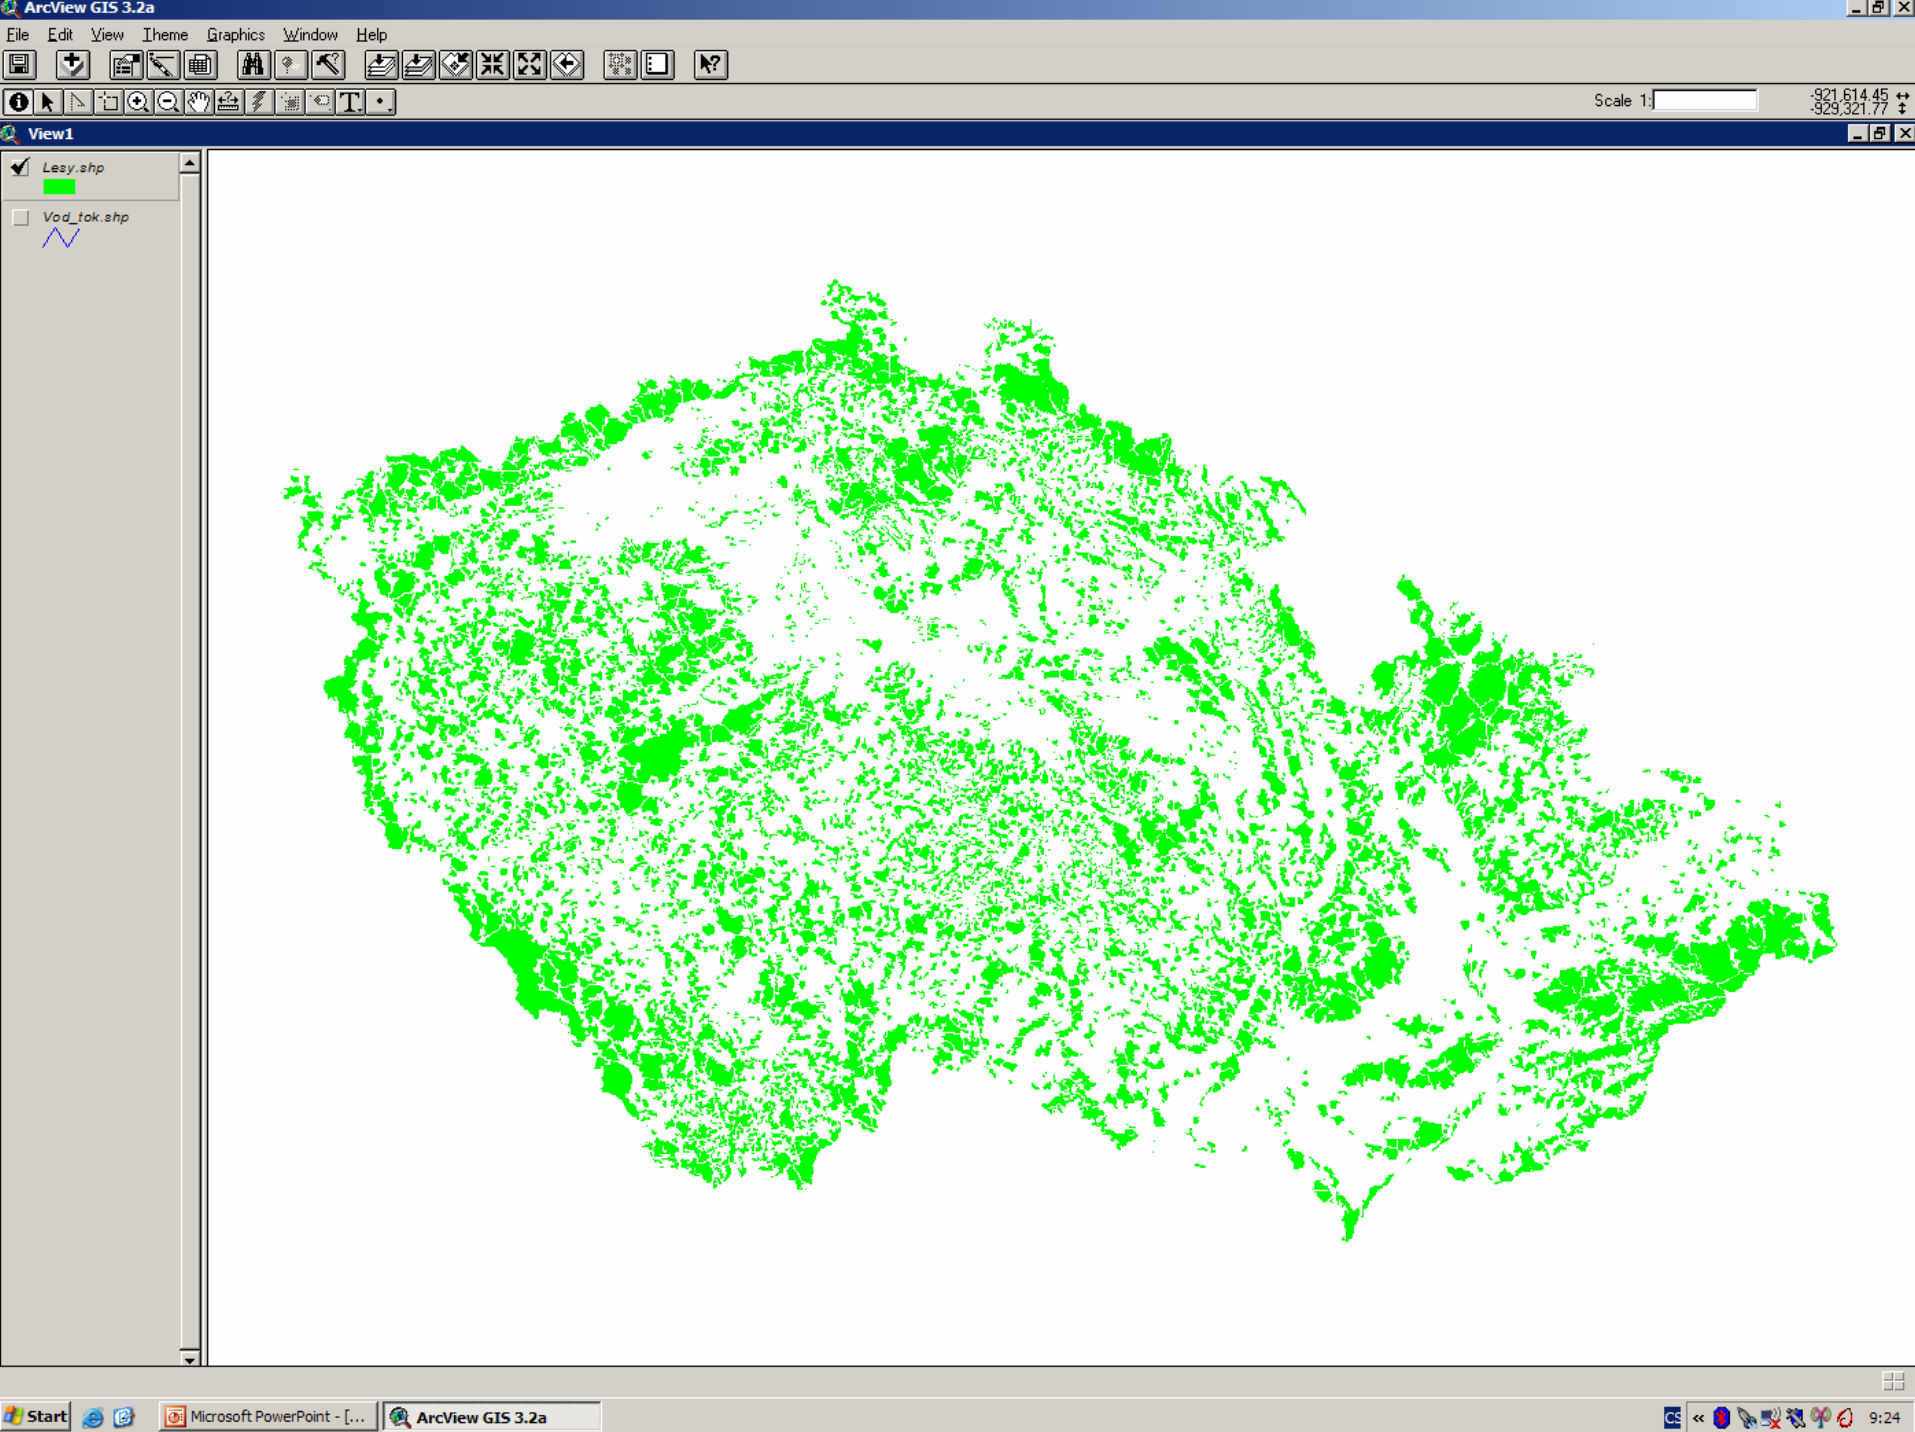 ArcView GIS 3.2a
File Edit View Theme Graphics Window Help
Scale 1:
-921,614.45
-929,321.77
View1
Lesy.shp
Vod_tok.shp
Start
Microsoft PowerPoint - [...
ArcView GIS 3.2a
CS
9:24